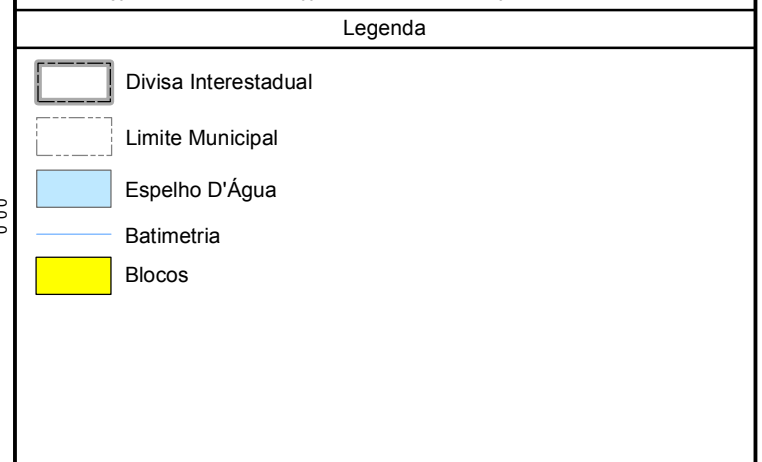 Legenda
Divisa Interestadual
Limite Municipal
Espelho D'Água
Batimetria
Blocos